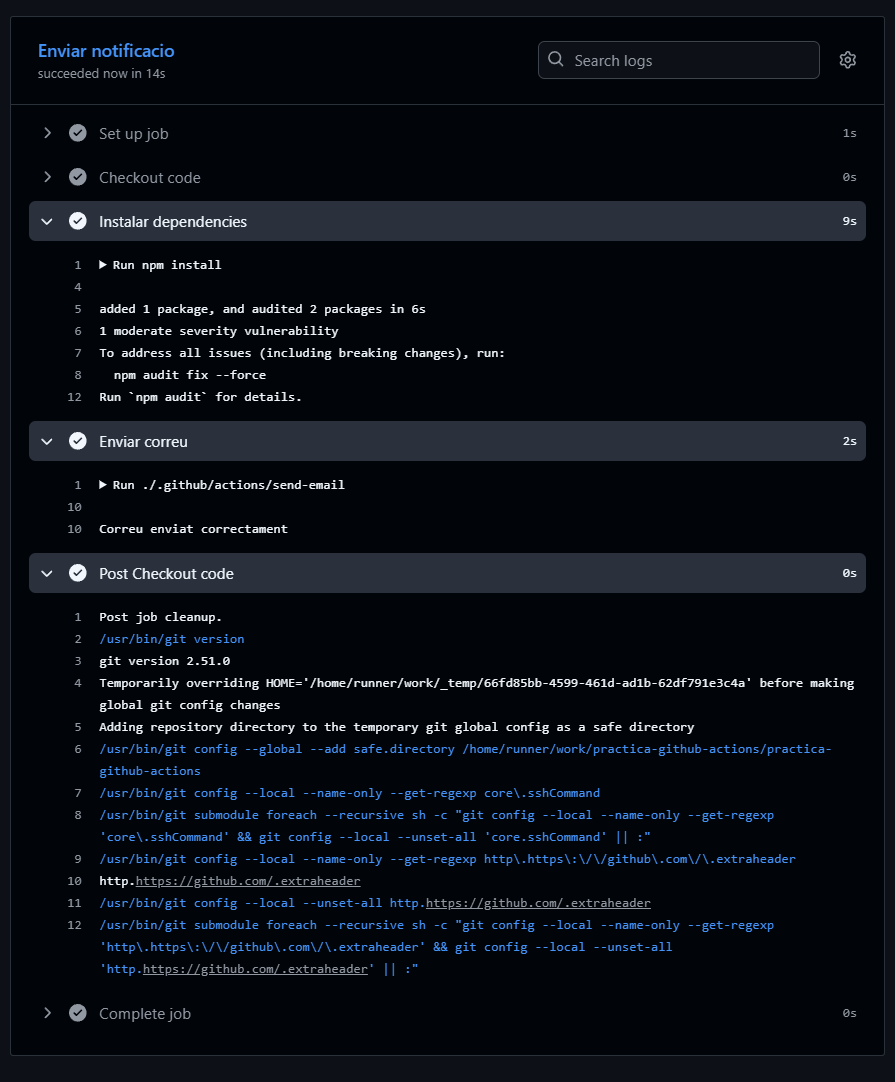 Enviar notificacio
succeeded now in 14s
Search logs
Set up job 1s
Checkout code 0s
Instalar dependencies 9s
1 Run npm install
4
5 added 1 package, and audited 2 packages in 6s
6 1 moderate severity vulnerability
7 To address all issues (including breaking changes), run:
8 npm audit fix --force
12 Run `npm audit` for details.
Enviar correu 2s
1 Run ./.github/actions/send-email
10
10 Correu enviat correctament
Post Checkout code 0s
1 Post job cleanup.
2 /usr/bin/git version
3 git version 2.51.0
4 Temporarily overriding HOME='/home/runner/work/_temp/66fd85bb-4599-461d-ad1b-62df791e3c4a' before making
global git config changes
5 Adding repository directory to the temporary git global config as a safe directory
6 /usr/bin/git config --global --add safe.directory /home/runner/work/practica-github-actions/practica-
github-actions
7 /usr/bin/git config --local --name-only --get-regexp core\.sshCommand
8 /usr/bin/git submodule foreach --recursive sh -c "git config --local --name-only --get-regexp
'core\.sshCommand' && git config --local --unset-all 'core.sshCommand' || :"
9 /usr/bin/git config --local --name-only --get-regexp http\.https\:\/\/github\.com\/\.extraheader
10 http.https://github.com/.extraheader
11 /usr/bin/git config --local --unset-all http.https://github.com/.extraheader
12 /usr/bin/git submodule foreach --recursive sh -c "git config --local --name-only --get-regexp
'http\.https\:\/\/github\.com\/\.extraheader' && git config --local --unset-all
'http.https://github.com/.extraheader' || :"
Complete job 0s